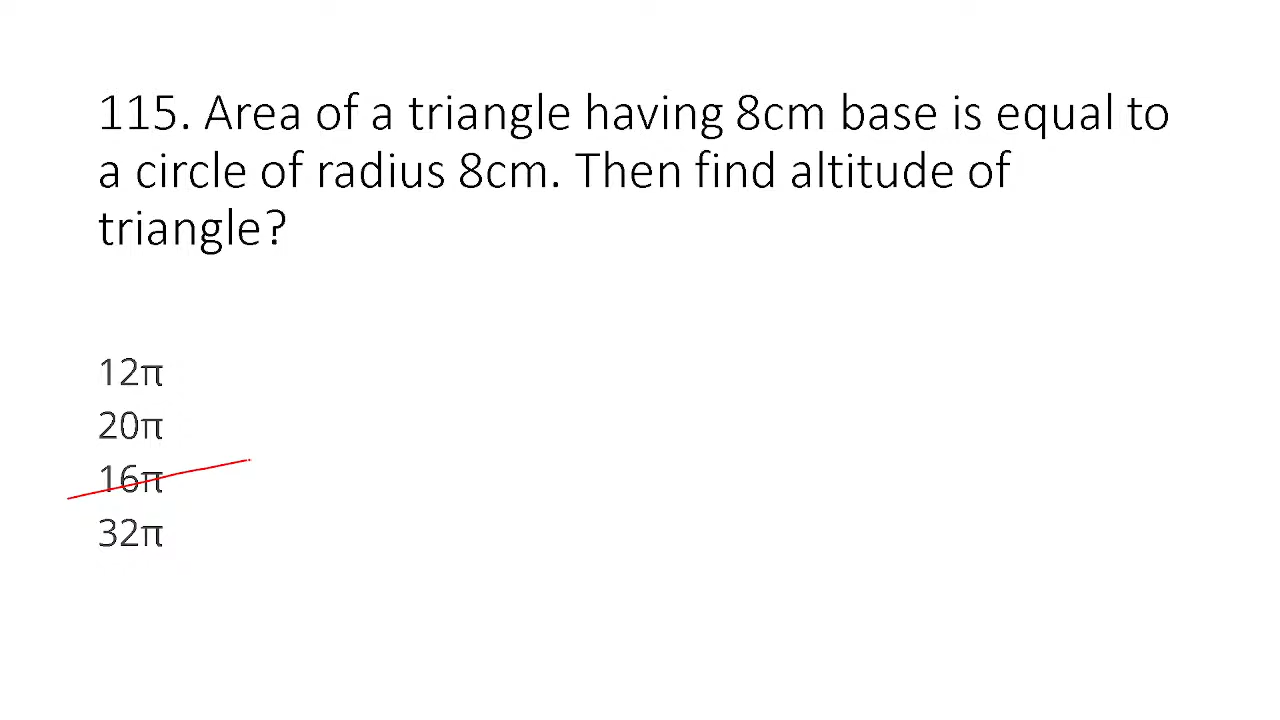 115. Area of a triangle having 8cm base is equal to
a circle of radius 8cm. Then find altitude of
triangle?
12π
20π
16π
32π